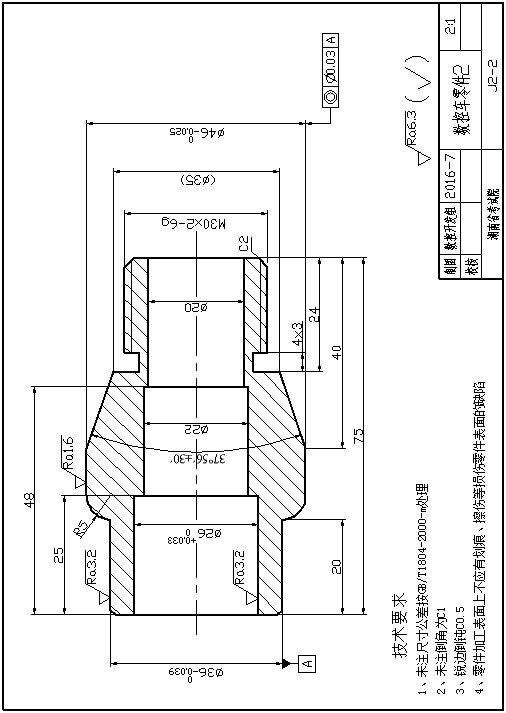 技术要求
1、未注尺寸公差按GB/T1804-2000-m处理
2、未注倒角为C1
3、锐边倒钝C0.5
4、零件加工表面上不应有划痕、擦伤等损伤零件表面的缺陷
Ra6.3 (√)
制图 数控开发组 2016-7
校核
数控车零件2
2:1
湖南省考试院
J2-2
◎ Ø0.03 A
Ø46 0 -0.025
(Ø35)
M30×2-6g
C2
Ø20
4×3
24
40
75
Ø22
37°56'±30'
48
Ra1.6
R5
25
Ø26 +0.033 0
Ra3.2
Ra3.2
20
Ø36 0 -0.039
A